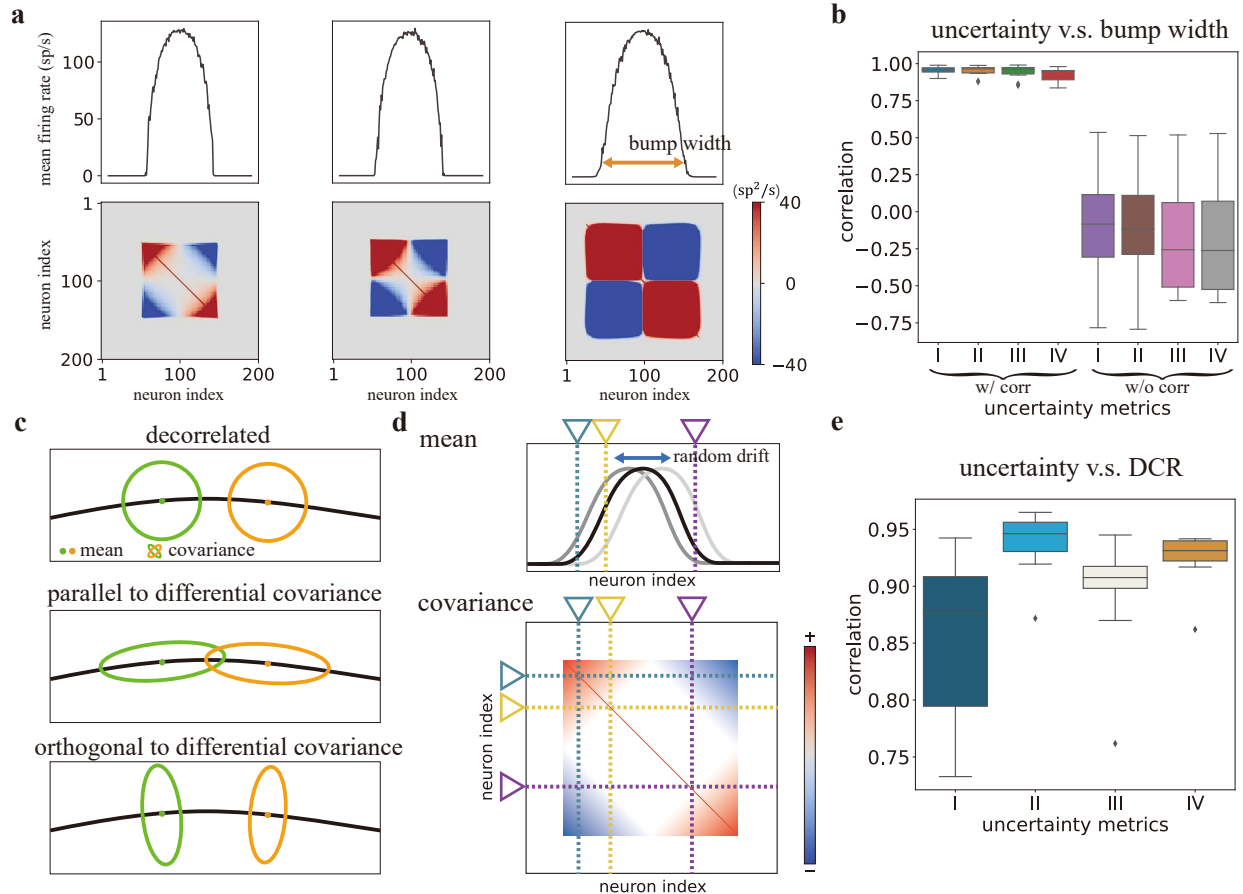 a
mean firing rate (sp/s)
100
50
0
bump width
(sp²/s)
40
0
−40
neuron index
1
100
200
1
100
200
1
100
200
1
100
200
neuron index
neuron index
neuron index
b
uncertainty v.s. bump width
correlation
1.00
0.75
0.50
0.25
0.00
−0.25
−0.50
−0.75
I II III IV I II III IV
w/ corr w/o corr
uncertainty metrics
c
decorrelated
mean covariance
parallel to differential covariance
orthogonal to differential covariance
d
mean
random drift
neuron index
covariance
neuron index
neuron index
+
−
e
uncertainty v.s. DCR
correlation
0.95
0.90
0.85
0.80
0.75
I II III IV
uncertainty metrics